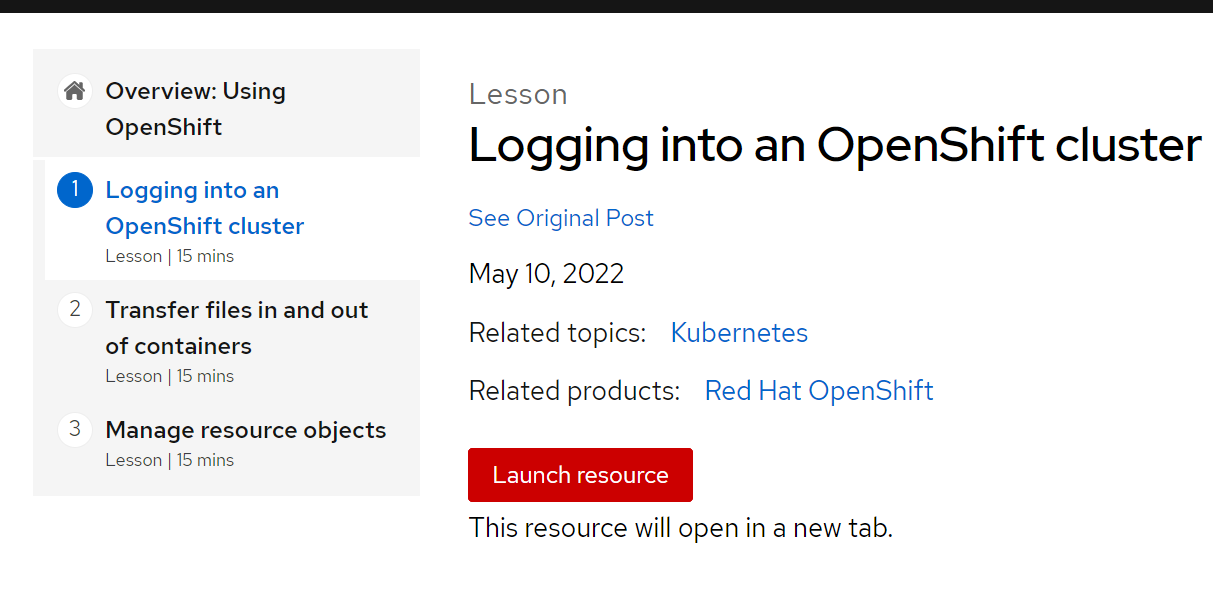 Overview: Using
OpenShift
1
Logging into an
OpenShift cluster
Lesson | 15 mins
2
Transfer files in and out
of containers
Lesson | 15 mins
3
Manage resource objects
Lesson | 15 mins
Lesson
Logging into an OpenShift cluster
See Original Post
May 10, 2022
Related topics: Kubernetes
Related products: Red Hat OpenShift
Launch resource
This resource will open in a new tab.